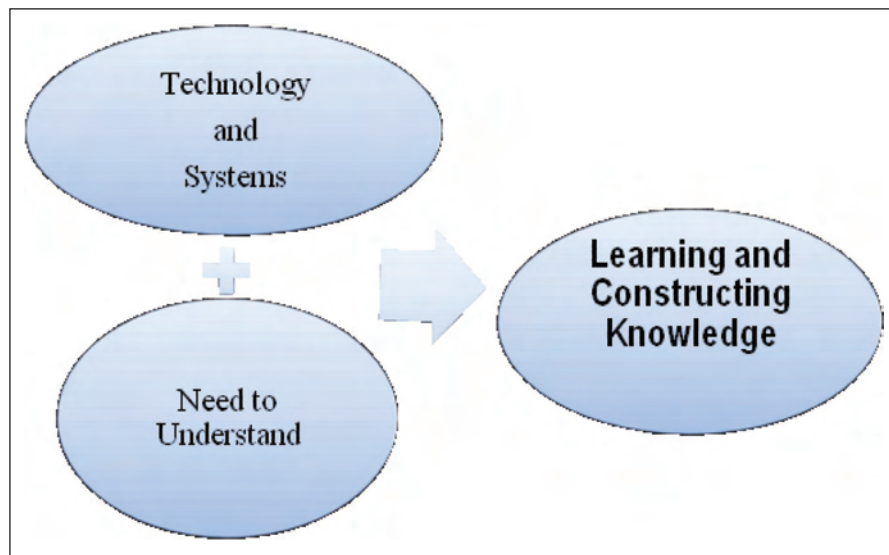 Technology
and
Systems
Need to
Understand
Learning and
Constructing
Knowledge